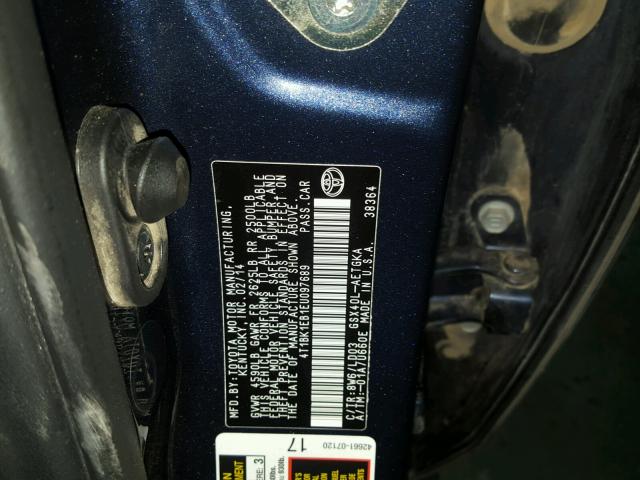 MFD. BY: TOYOTA MOTOR MANUFACTURING,
KENTUCKY, INC. 02/14
GVWR 4800LB GAWR FR 2625LB RR 2500LB
THIS VEHICLE CONFORMS TO ALL APPLICABLE
FEDERAL MOTOR VEHICLE SAFETY, BUMPER, AND
THEFT PREVENTION STANDARDS IN EFFECT ON
THE DATE OF MANUFACTURE SHOWN ABOVE.
4T1BK1EB1EU097689 PASS. CAR
C/TR: 8W6/LD03 GSX40L-AETGKA
A/TM: -01A/U660E MADE IN U.S.A.
38364
42661-07120
17